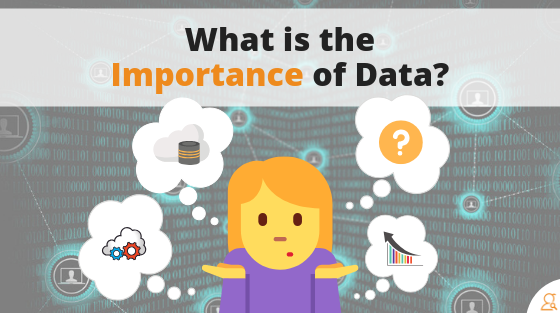 What is the
Importance of Data?
?